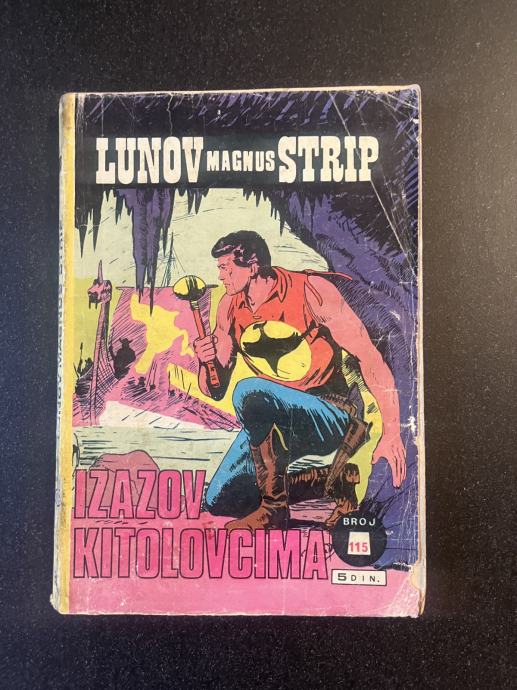 LUNOV MAGNUS STRIP
IZAZOV
KITOLOVCIMA
BROJ
115
5 DIN.